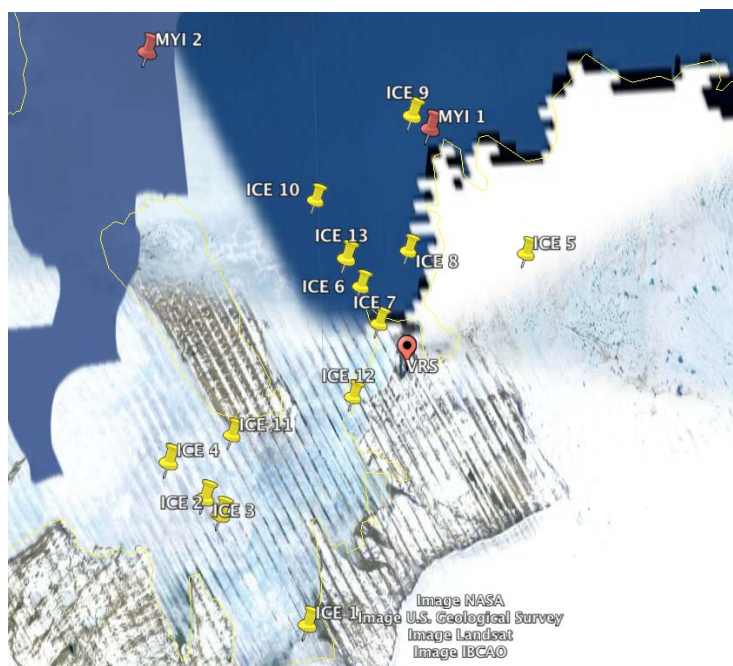 MYI 2
ICE 9
MYI 1
ICE 10
ICE 13
ICE 8
ICE 5
ICE 6
ICE 7
VRS
ICE 12
ICE 11
ICE 4
ICE 2
ICE 3
ICE 1
Image NASA
Image U.S. Geological Survey
Image Landsat
Image IBCAO